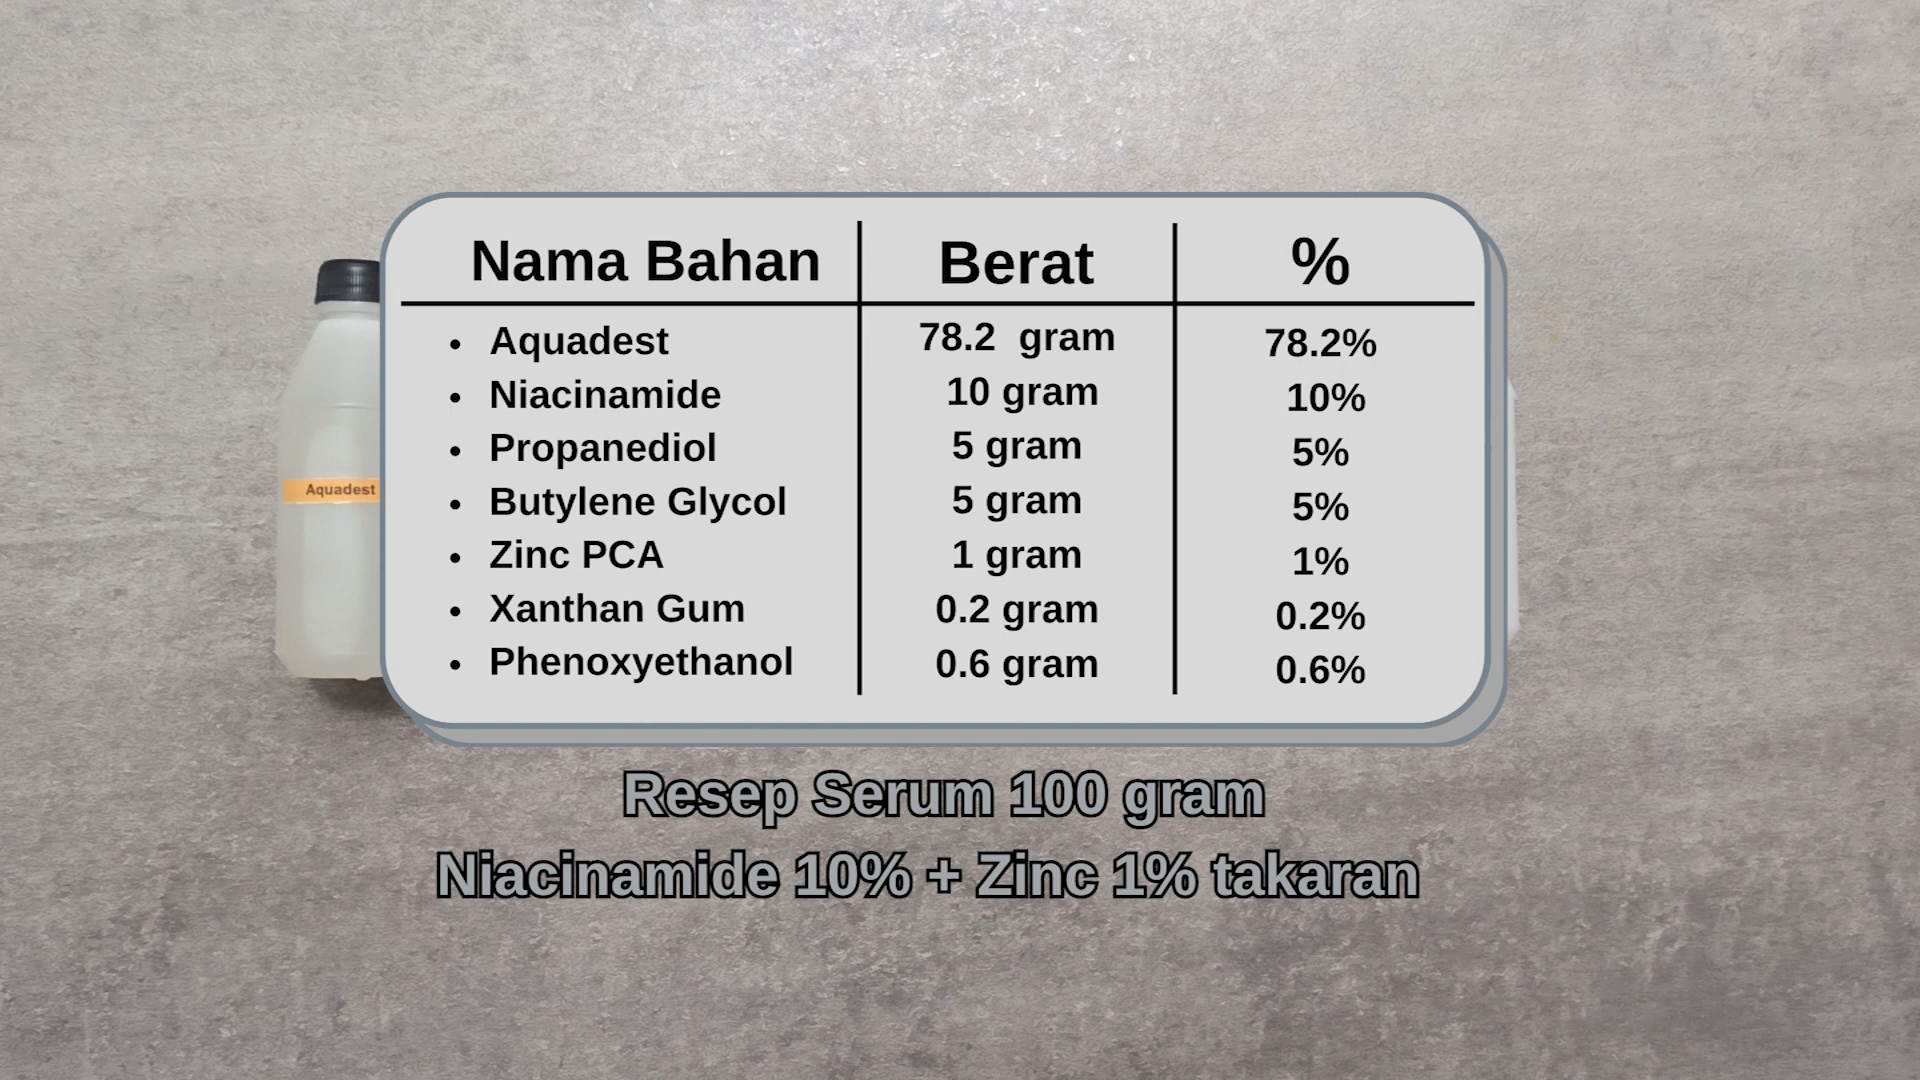 Nama Bahan Berat %
• Aquadest 78.2 gram 78.2%
• Niacinamide 10 gram 10%
• Propanediol 5 gram 5%
• Butylene Glycol 5 gram 5%
• Zinc PCA 1 gram 1%
• Xanthan Gum 0.2 gram 0.2%
• Phenoxyethanol 0.6 gram 0.6%
Aquadest
Resep Serum 100 gram
Niacinamide 10% + Zinc 1% takaran